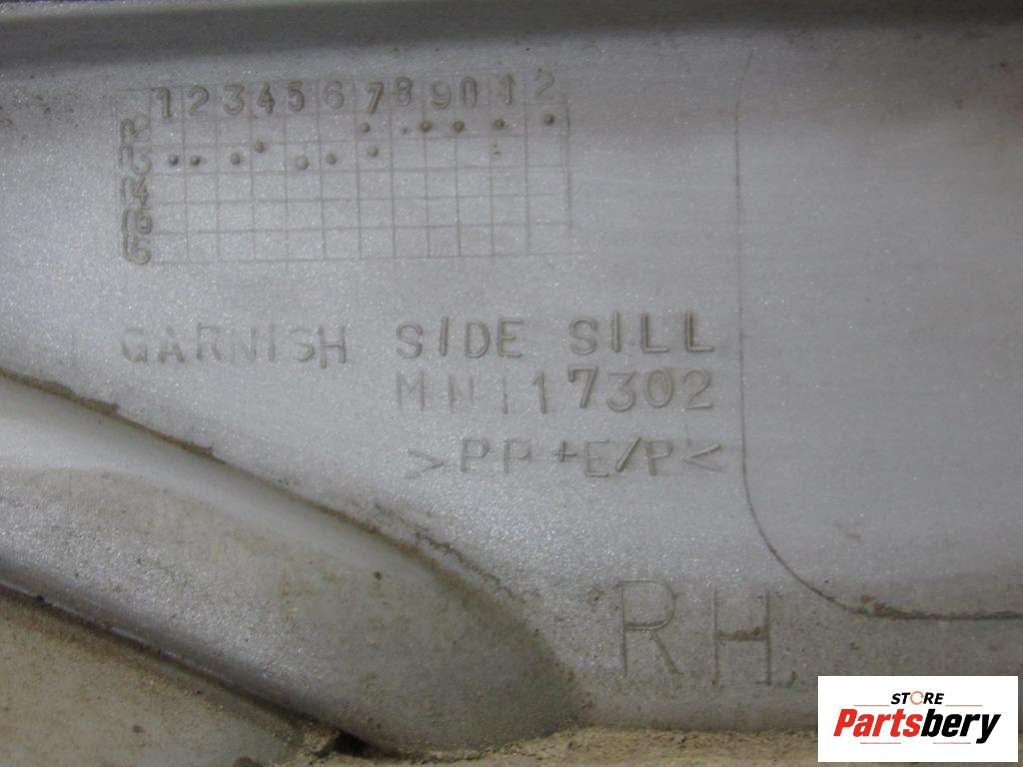 1 2 3 4 5 6 7 8 9 0 1 2
GARNISH SIDE SILL
MN117302
>PP+E/P<
R.H.
STORE
Partsbery